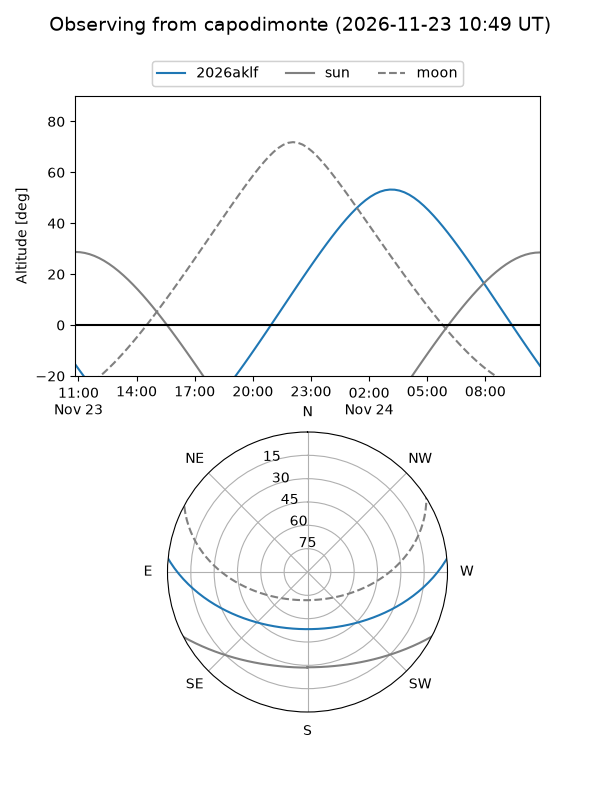 Observing from capodimonte (2026-11-23 10:49 UT)
2026aklf sun moon
Altitude [deg]
80
60
40
20
0
−20
11:00 14:00 17:00 20:00 23:00 02:00 05:00 08:00
Nov 23 Nov 24
N
NE NW
15
30
45
60
75
E W
SE SW
S